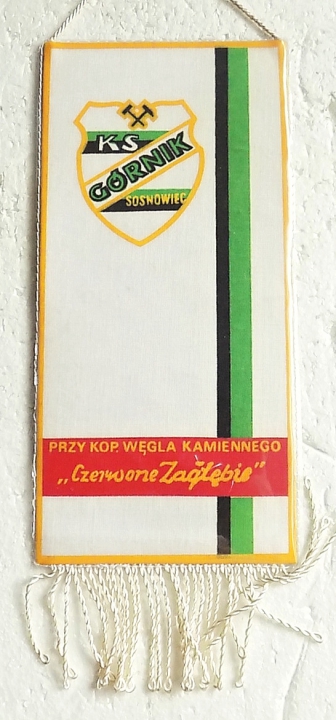 KS
GÓRNIK
SOSNOWIEC
PRZY KOP. WĘGLA KAMIENNEGO
„Czerwone Zagłębie”